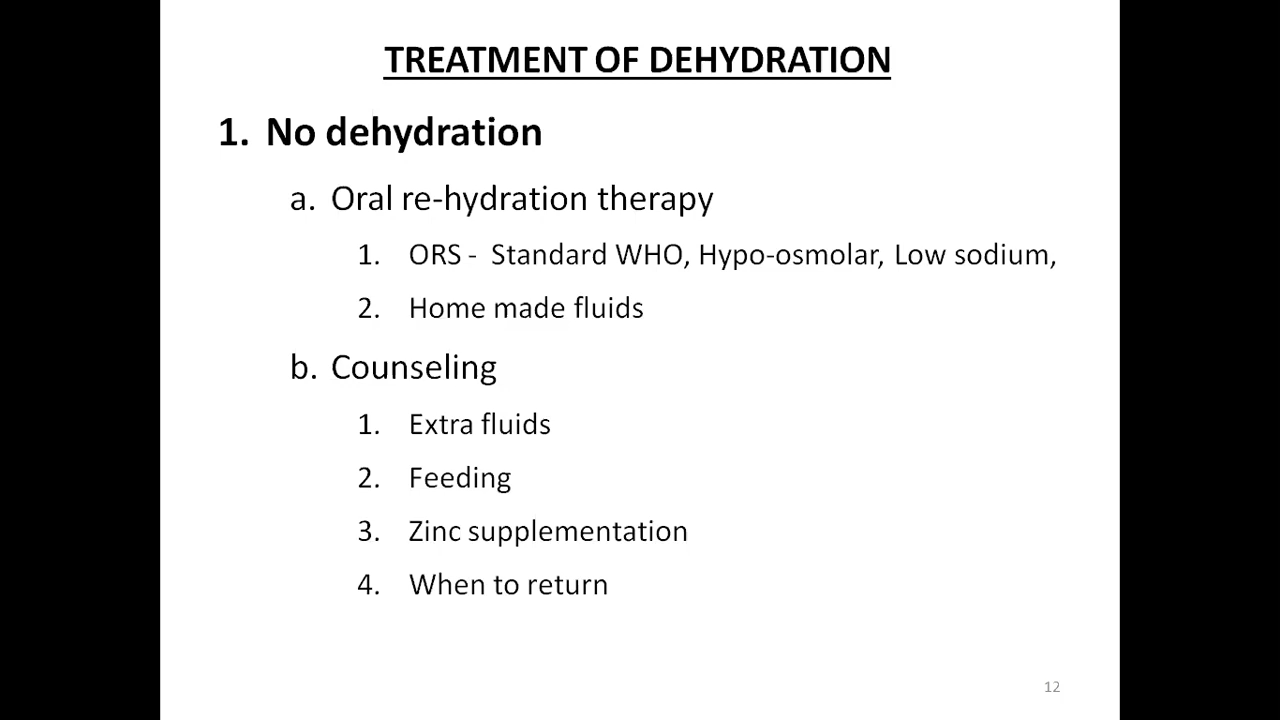 TREATMENT OF DEHYDRATION
1. No dehydration
a. Oral re-hydration therapy
1. ORS - Standard WHO, Hypo-osmolar, Low sodium,
2. Home made fluids
b. Counseling
1. Extra fluids
2. Feeding
3. Zinc supplementation
4. When to return
12